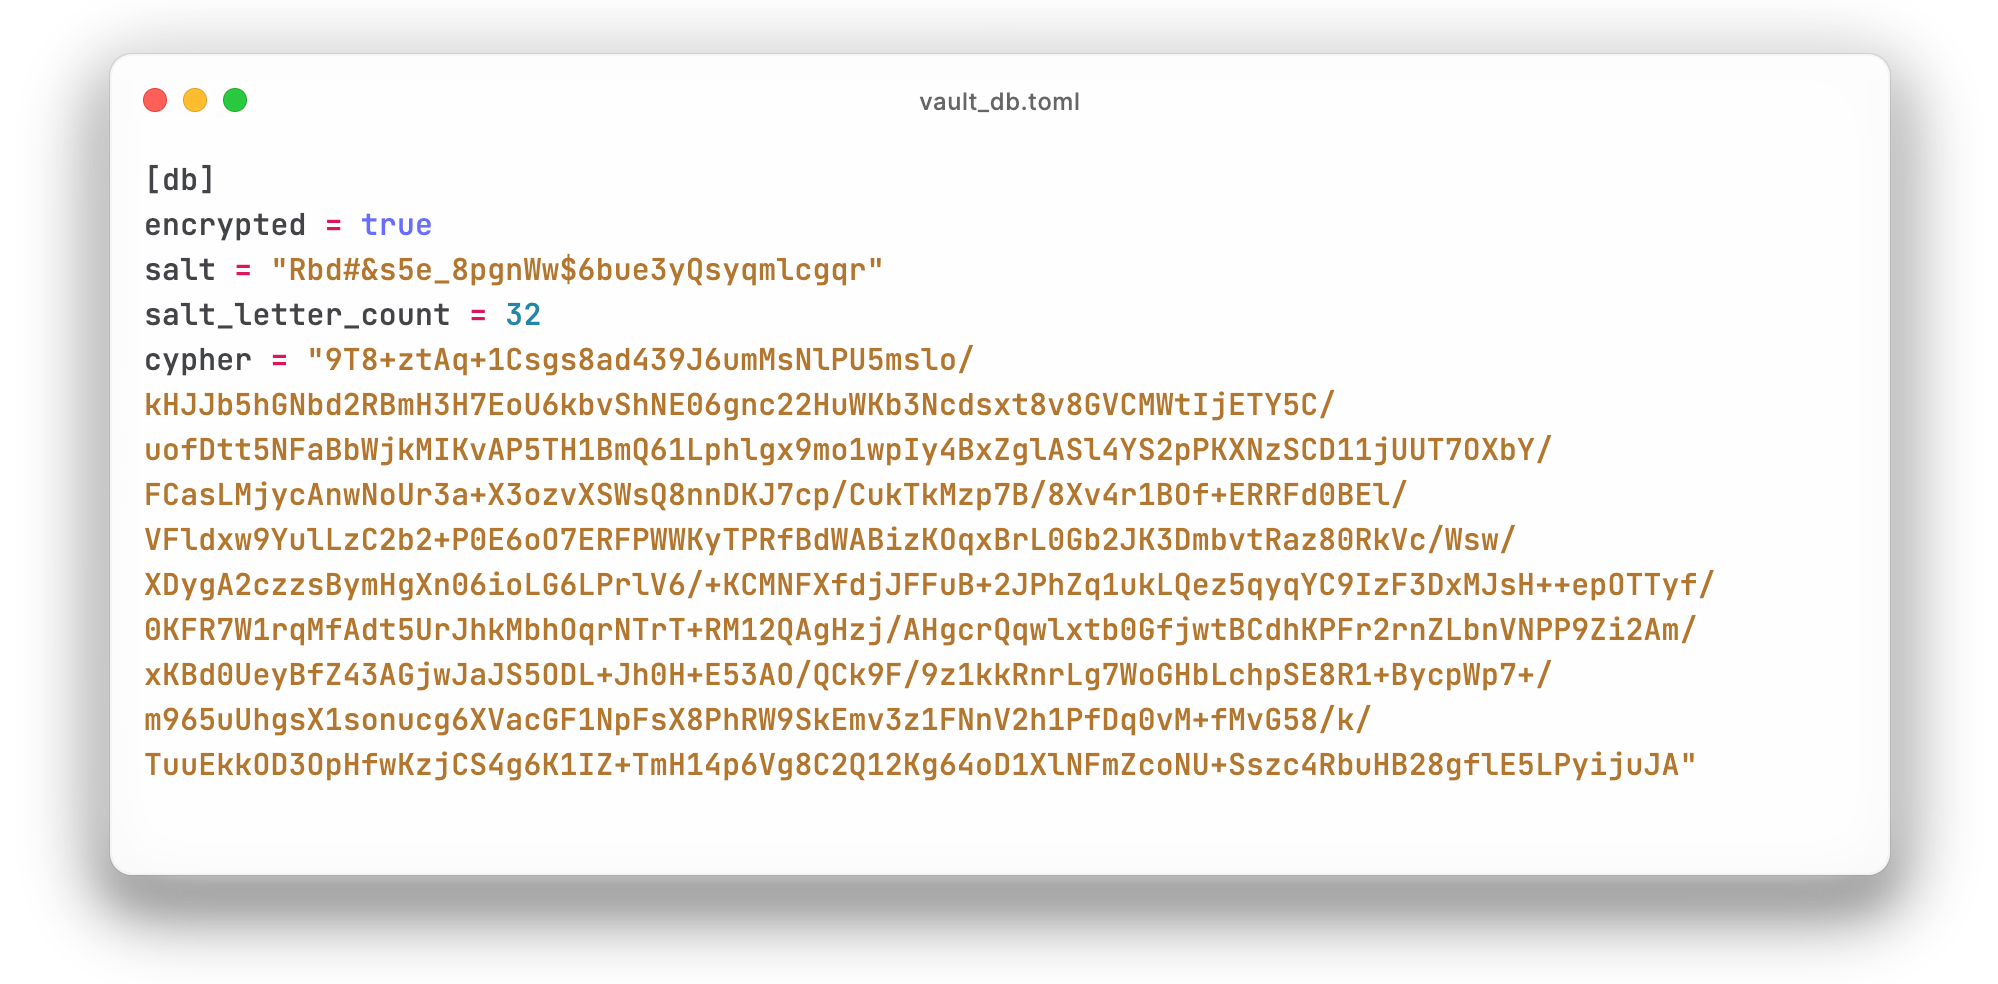 vault_db.toml
[db]
encrypted = true
salt = "Rbd#&s5e_8pgnWw$6bue3yQsyqmlcgqr"
salt_letter_count = 32
cypher = "9T8+ztAq+1Csgs8ad439J6umMsNlPU5mslo/
kHJJb5hGNbd2RBmH3H7EoU6kbvShNE06gnc22HuWKb3Ncdsxt8v8GVCMWtIjETY5C/
uofDtt5NFaBbWjkMIKvAP5TH1BmQ61Lphlgx9mo1wpIy4BxZglASl4YS2pPKXNzSCD11jUUT7OXbY/
FCasLMjycAnwNoUr3a+X3ozvXSWsQ8nnDKJ7cp/CukTkMzp7B/8Xv4r1BOf+ERRFd0BEl/
VFldxw9YulLzC2b2+P0E6oO7ERFPWWKyTPRfBdWABizKOqxBrL0Gb2JK3DmbvtRaz80RkVc/Wsw/
XDygA2czzsBymHgXn06ioLG6LPrlV6/+KCMNFXfdjJFFuB+2JPhZq1ukLQez5qyqYC9IzF3DxMJsH++epOTTyf/
0KFR7W1rqMfAdt5UrJhkMbhOqrNTrT+RM12QAgHzj/AHgcrQqwlxtb0GfjwtBCdhKPFr2rnZLbnVNPP9Zi2Am/
xKBd0UeyBfZ43AGjwJaJS5ODL+Jh0H+E53AO/QCk9F/9z1kkRnrLg7WoGHbLchpSE8R1+BycpWp7+/
m965uUhgsX1sonucg6XVacGF1NpFsX8PhRW9SkEmv3z1FNnV2h1PfDq0vM+fMvG58/k/
TuuEkkOD3OpHfwKzjCS4g6K1IZ+TmH14p6Vg8C2Q12Kg64oD1XlNFmZcoNU+Sszc4RbuHB28gflE5LPyijuJA"